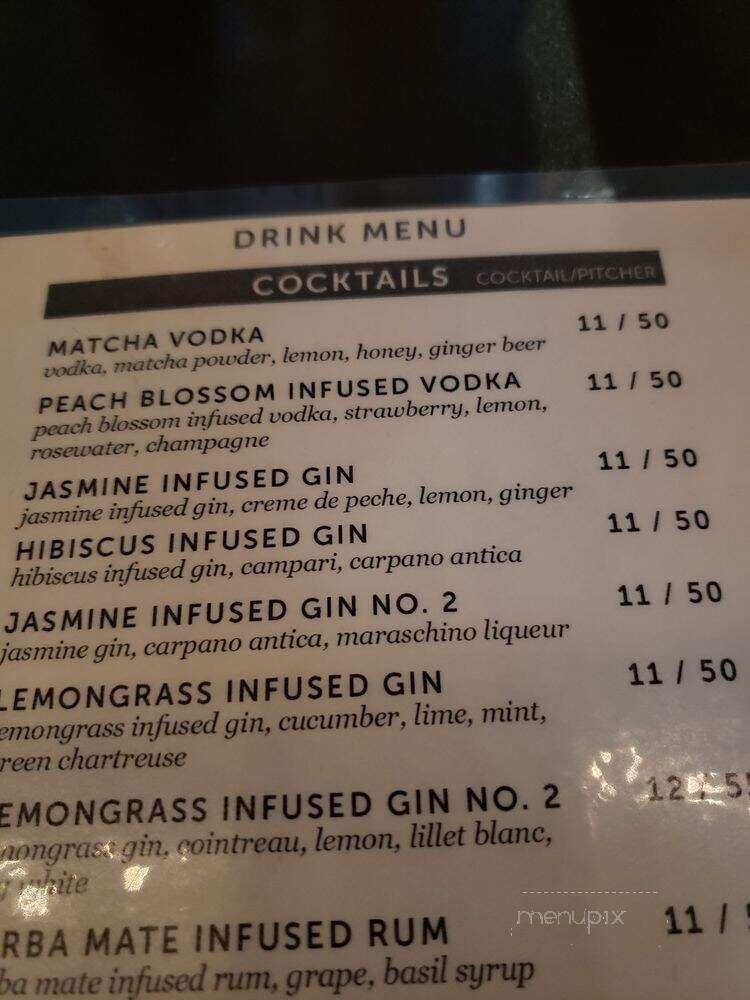 DRINK MENU
COCKTAILS COCKTAIL/PITCHER
MATCHA VODKA 11 / 50
vodka, matcha powder, lemon, honey, ginger beer
PEACH BLOSSOM INFUSED VODKA 11 / 50
peach blossom infused vodka, strawberry, lemon,
rosewater, champagne
JASMINE INFUSED GIN 11 / 50
jasmine infused gin, creme de peche, lemon, ginger
HIBISCUS INFUSED GIN 11 / 50
hibiscus infused gin, campari, carpano antica
JASMINE INFUSED GIN NO. 2 11 / 50
jasmine gin, carpano antica, maraschino liqueur
LEMONGRASS INFUSED GIN 11 / 50
emongrass infused gin, cucumber, lime, mint,
reen chartreuse
EMONGRASS INFUSED GIN NO. 2 12 /
mongrass gin, cointreau, lemon, lillet blanc,
white
RBA MATE INFUSED RUM 11 /
ba mate infused rum, grape, basil syrup
menupix